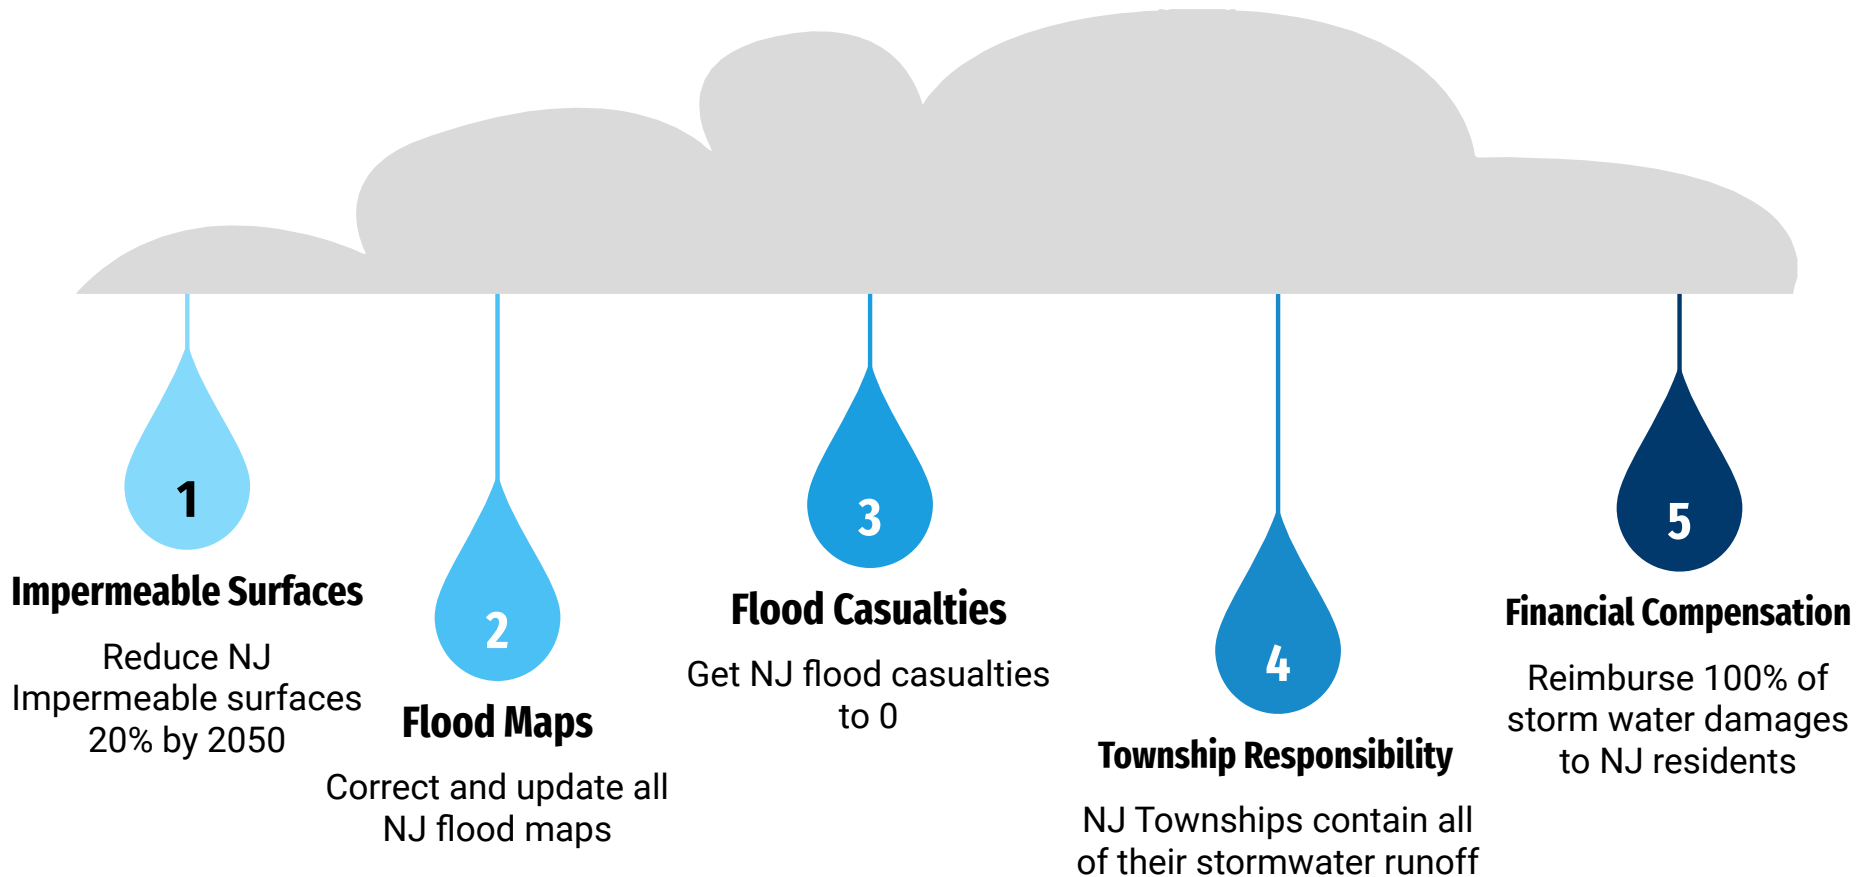 1
Impermeable Surfaces
Reduce NJ
Impermeable surfaces
20% by 2050
2
Flood Maps
Correct and update all
NJ flood maps
3
Flood Casualties
Get NJ flood casualties
to 0
4
Township Responsibility
NJ Townships contain all
of their stormwater runoff
5
Financial Compensation
Reimburse 100% of
storm water damages
to NJ residents